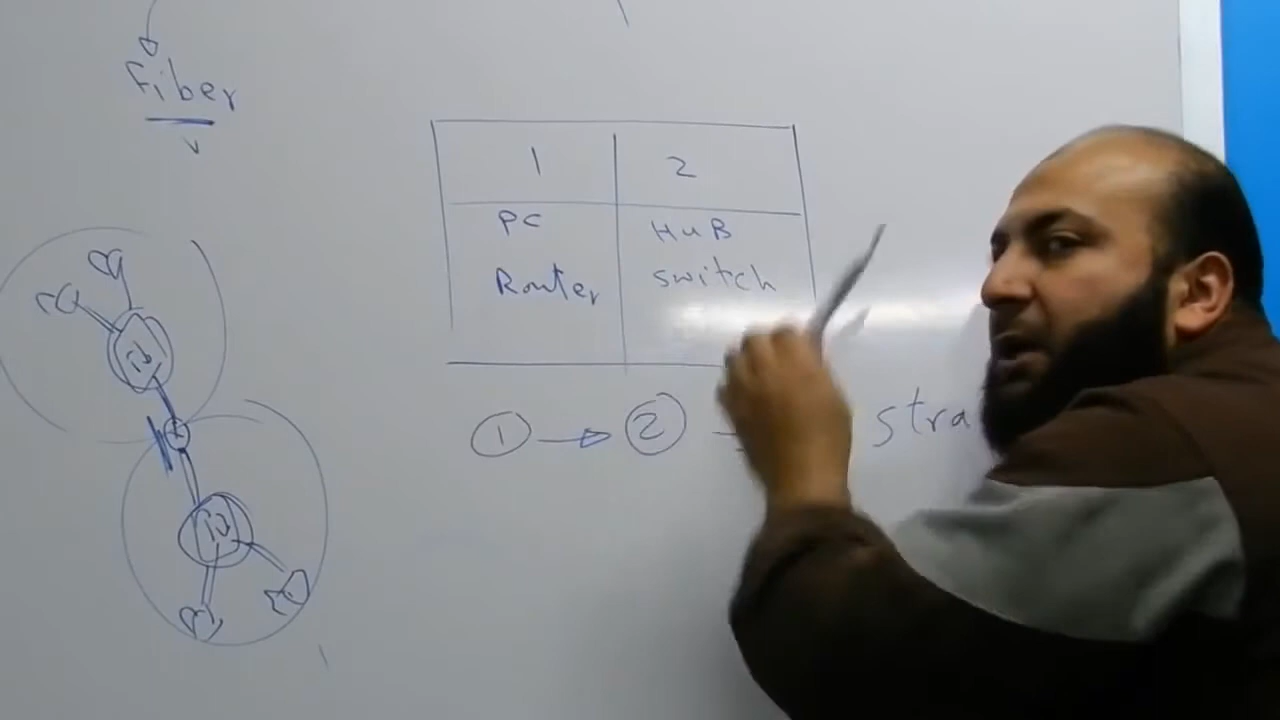 Fiber
1 2
PC HuB
Router switch
1 → 2 → stra